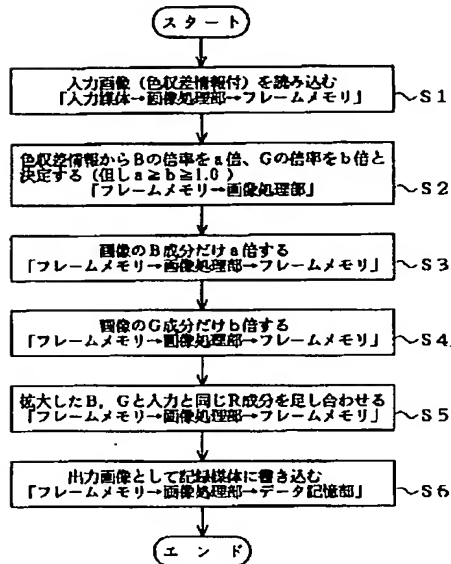 スタート
入力画像(色収差情報付)を読み込む
「入力媒体→画像処理部→フレームメモリ」
~S1
色収差情報からBの倍率をa倍、Gの倍率をb倍と
決定する(但しa≧b≧1.0)
「フレームメモリ→画像処理部」
~S2
画像のB成分だけa倍する
「フレームメモリ→画像処理部→フレームメモリ」
~S3
画像のG成分だけb倍する
「フレームメモリ→画像処理部→フレームメモリ」
~S4
拡大したB,Gと入力と同じR成分を足し合わせる
「フレームメモリ→画像処理部→フレームメモリ」
~S5
出力画像として記録媒体に書き込む
「フレームメモリ→画像処理部→データ記憶部」
~S6
エンド